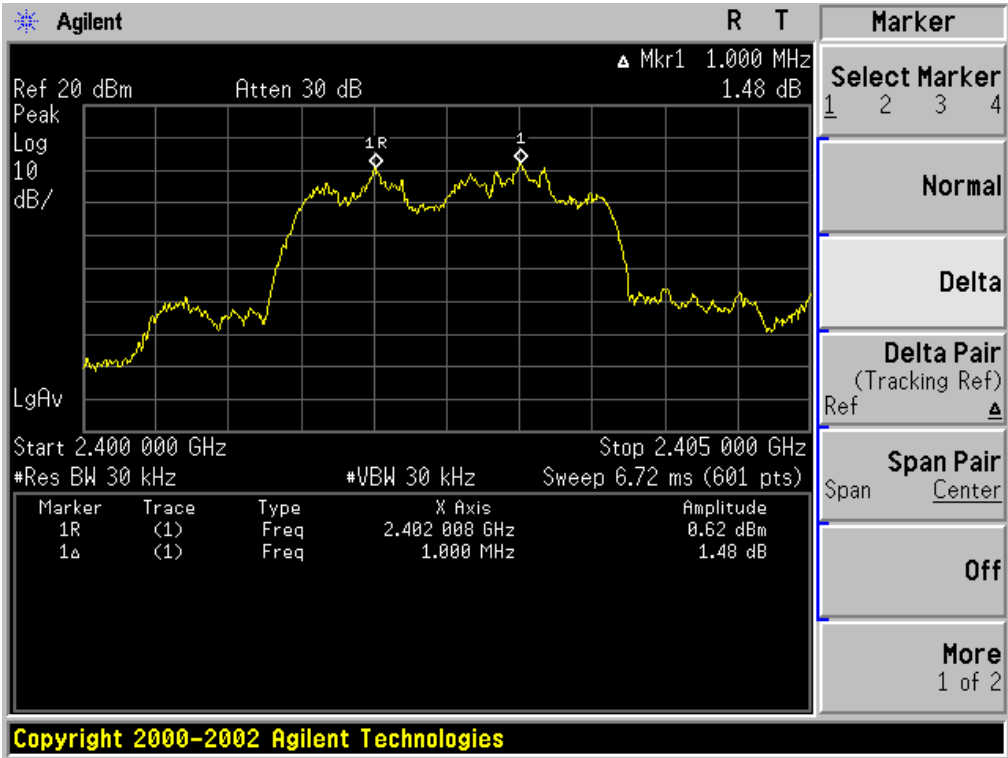 Agilent
R T
Marker
Δ Mkr1 1.000 MHz
Ref 20 dBm Atten 30 dB 1.48 dB
Peak
Log
10
dB/
1R
1
LgAv
Start 2.400 000 GHz Stop 2.405 000 GHz
#Res BW 30 kHz #VBW 30 kHz Sweep 6.72 ms (601 pts)
Marker Trace Type X Axis Amplitude
1R (1) Freq 2.402 008 GHz 0.62 dBm
1Δ (1) Freq 1.000 MHz 1.48 dB
Select Marker
1 2 3 4
Normal
Delta
Delta Pair
(Tracking Ref)
Ref Δ
Span Pair
Span Center
Off
More
1 of 2
Copyright 2000-2002 Agilent Technologies